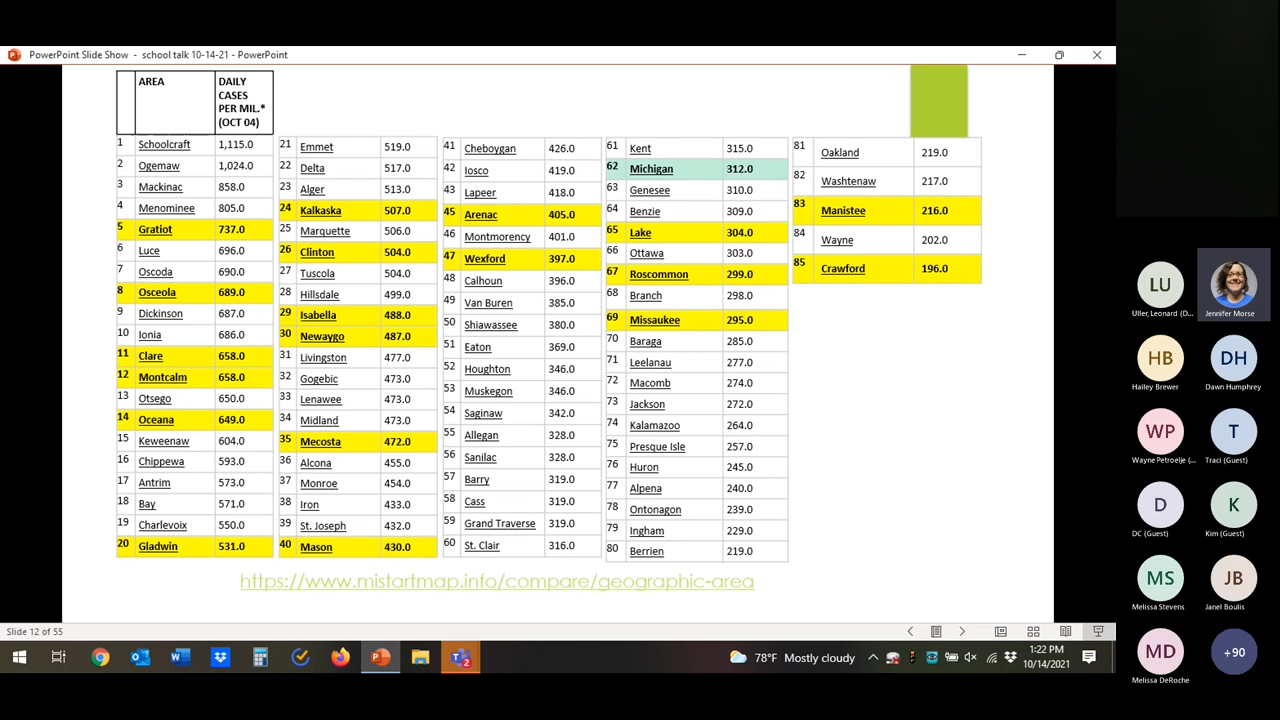 PowerPoint Slide Show - school talk 10-14-21 - PowerPoint
AREA DAILY CASES PER MIL.* (OCT 04)
1 Schoolcraft 1,115.0
2 Ogemaw 1,024.0
3 Mackinac 858.0
4 Menominee 805.0
5 Gratiot 737.0
6 Luce 696.0
7 Oscoda 690.0
8 Osceola 689.0
9 Dickinson 687.0
10 Ionia 686.0
11 Clare 658.0
12 Montcalm 658.0
13 Otsego 650.0
14 Oceana 649.0
15 Keweenaw 604.0
16 Chippewa 593.0
17 Antrim 573.0
18 Bay 571.0
19 Charlevoix 550.0
20 Gladwin 531.0
21 Emmet 519.0
22 Delta 517.0
23 Alger 513.0
24 Kalkaska 507.0
25 Marquette 506.0
26 Clinton 504.0
27 Tuscola 504.0
28 Hillsdale 499.0
29 Isabella 488.0
30 Newaygo 487.0
31 Livingston 477.0
32 Gogebic 473.0
33 Lenawee 473.0
34 Midland 473.0
35 Mecosta 472.0
36 Alcona 455.0
37 Monroe 454.0
38 Iron 433.0
39 St. Joseph 432.0
40 Mason 430.0
41 Cheboygan 426.0
42 Iosco 419.0
43 Lapeer 418.0
45 Arenac 405.0
46 Montmorency 401.0
47 Wexford 397.0
48 Calhoun 396.0
49 Van Buren 385.0
50 Shiawassee 380.0
51 Eaton 369.0
52 Houghton 346.0
53 Muskegon 346.0
54 Saginaw 342.0
55 Allegan 328.0
56 Sanilac 328.0
57 Barry 319.0
58 Cass 319.0
59 Grand Traverse 319.0
60 St. Clair 316.0
61 Kent 315.0
62 Michigan 312.0
63 Genesee 310.0
64 Benzie 309.0
65 Lake 304.0
66 Ottawa 303.0
67 Roscommon 299.0
68 Branch 298.0
69 Missaukee 295.0
70 Baraga 285.0
71 Leelanau 277.0
72 Macomb 274.0
73 Jackson 272.0
74 Kalamazoo 264.0
75 Presque Isle 257.0
76 Huron 245.0
77 Alpena 240.0
78 Ontonagon 239.0
79 Ingham 229.0
80 Berrien 219.0
81 Oakland 219.0
82 Washtenaw 217.0
83 Manistee 216.0
84 Wayne 202.0
85 Crawford 196.0
https://www.mistartmap.info/compare/geographic-area
Slide 12 of 55
78°F Mostly cloudy
1:22 PM
10/14/2021
2
LU
Uller, Leonard (D...
Jennifer Morse
HB
Hailey Brewer
DH
Dawn Humphrey
WP
Wayne Petroelje (...
T
Traci (Guest)
D
DC (Guest)
K
Kim (Guest)
MS
Melissa Stevens
JB
Janel Boulis
MD
Melissa DeRoche
+90